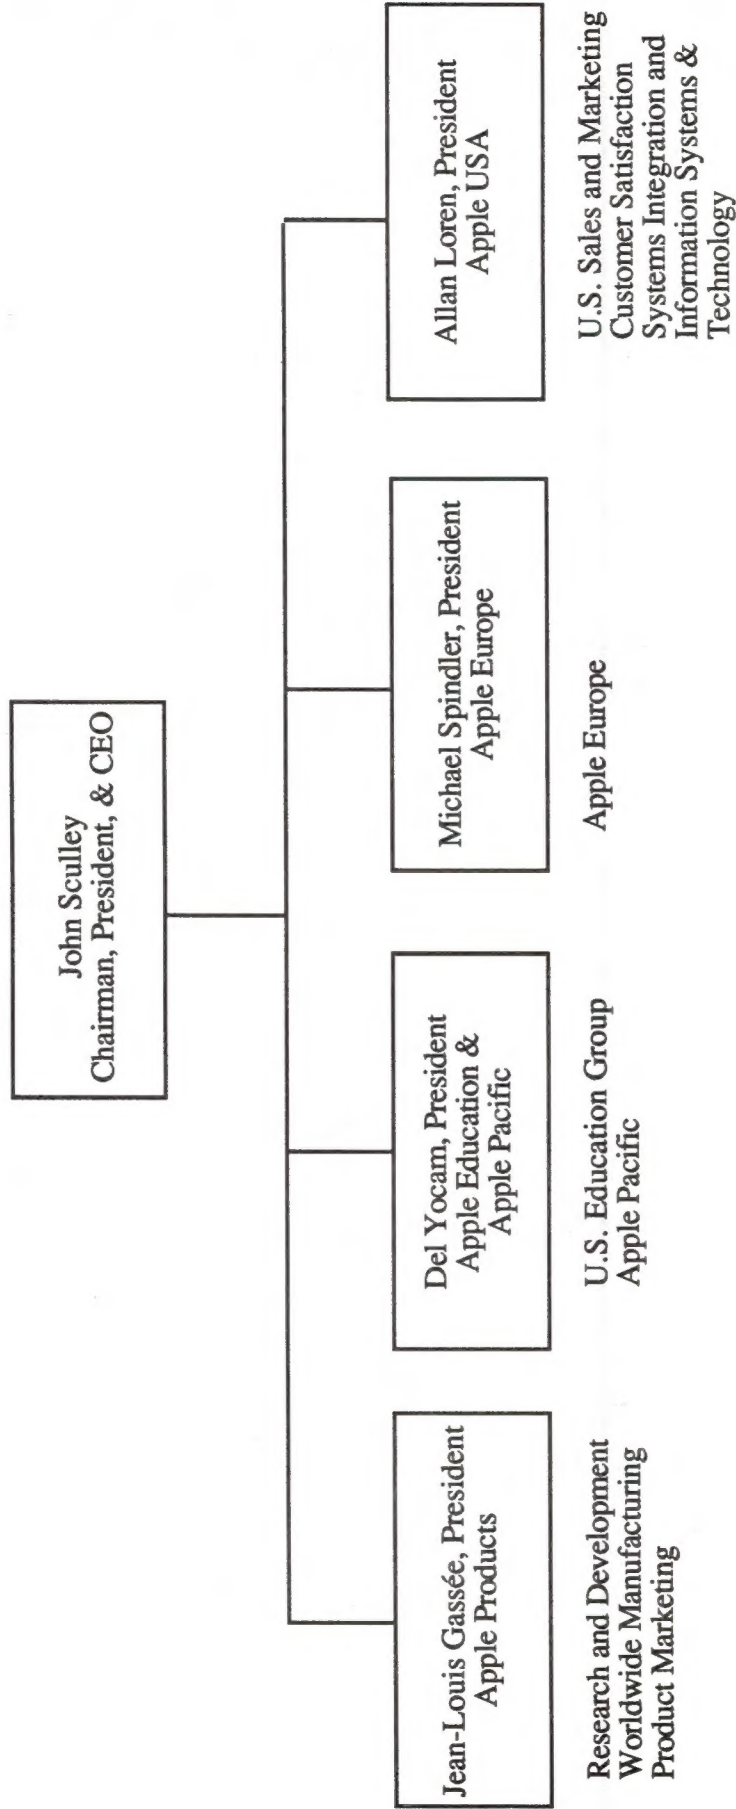 John Sculley
Chairman, President, & CEO
Jean-Louis Gassée, President
Apple Products
Research and Development
Worldwide Manufacturing
Product Marketing
Del Yocam, President
Apple Education &
Apple Pacific
U.S. Education Group
Apple Pacific
Michael Spindler, President
Apple Europe
Apple Europe
Allan Loren, President
Apple USA
U.S. Sales and Marketing
Customer Satisfaction
Systems Integration and
Information Systems &
Technology